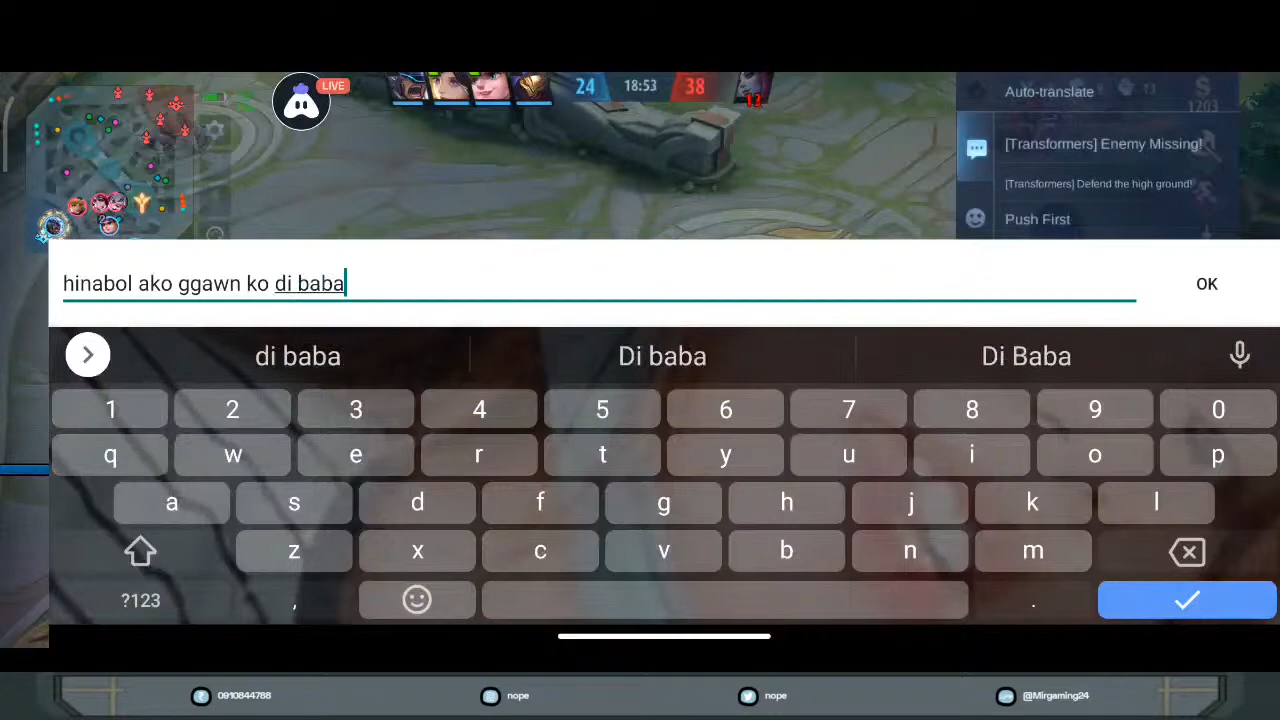 LIVE
24 18:53 38
12
1203
Auto-translate
[Transformers] Enemy Missing!
[Transformers] Defend the high ground!
Push First
hinabol ako ggawn ko di baba
OK
di baba Di baba Di Baba
1 2 3 4 5 6 7 8 9 0
q w e r t y u i o p
a s d f g h j k l
z x c v b n m
?123 , .
0910844788 nope nope @Mirgaming24